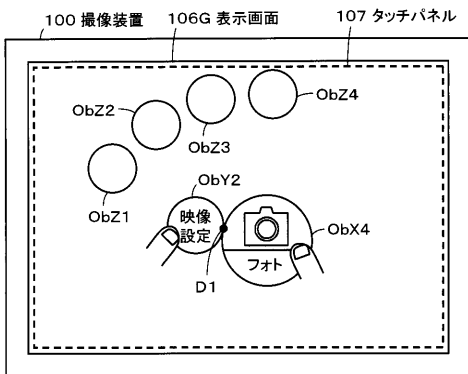 100 撮像装置
106G 表示画面
107 タッチパネル
ObZ4
ObZ2
ObZ3
ObZ1
ObY2
映像
設定
フォト
ObX4
D1